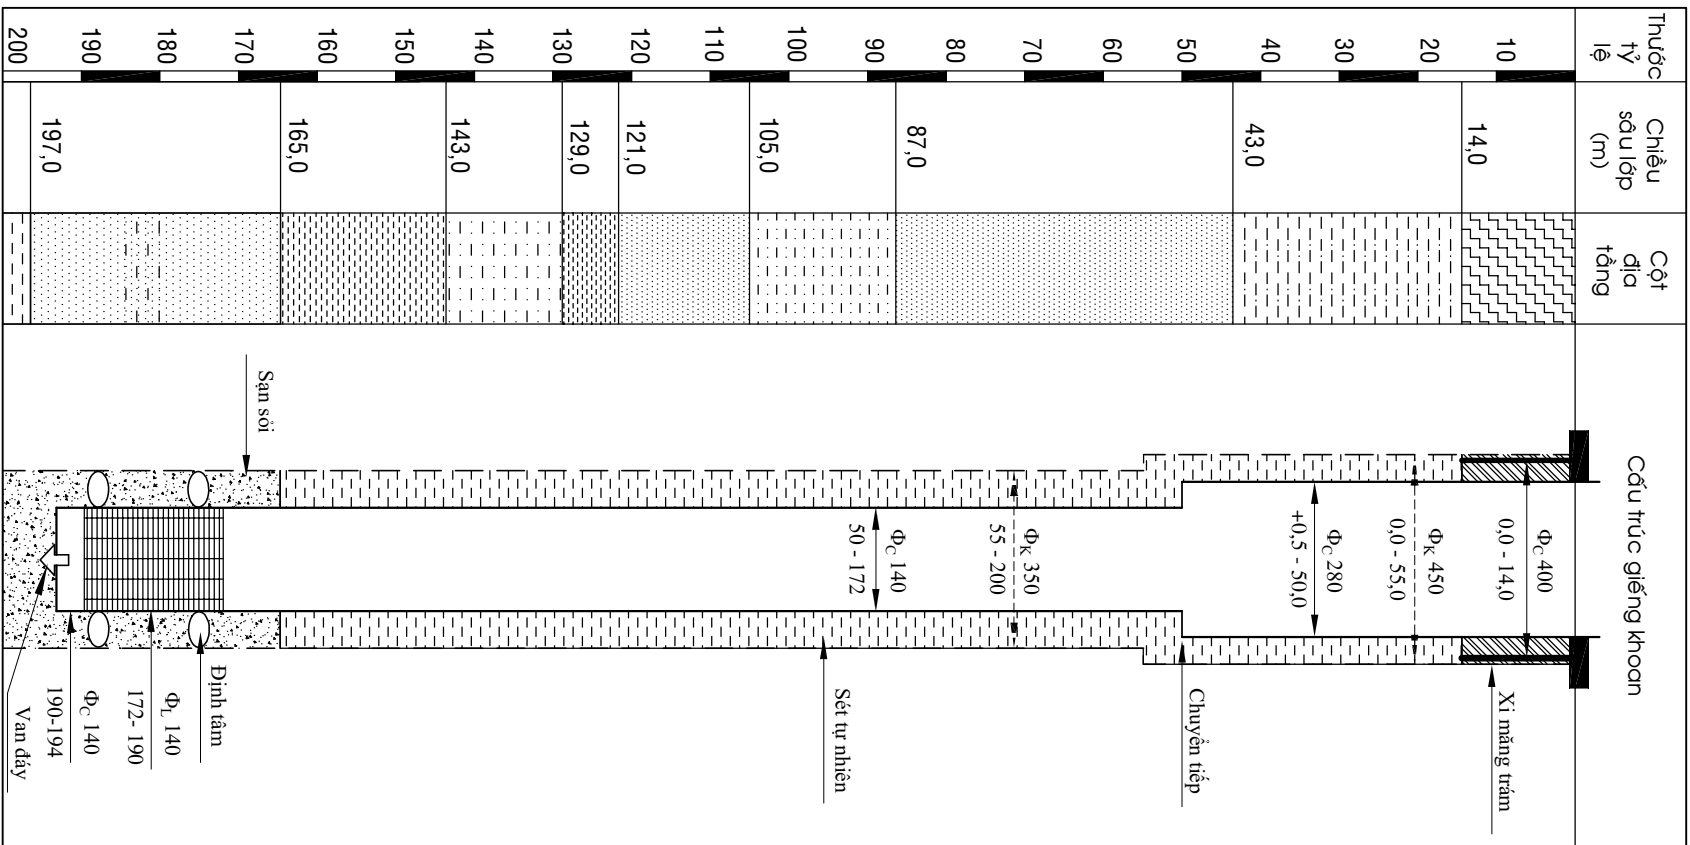 Thước
tỷ
lệ
Chiều
sâu lớp
(m)
Cột
địa
tầng
Cấu trúc giếng khoan
10
20
30
40
50
60
70
80
90
100
110
120
130
140
150
160
170
180
190
200
14,0
43,0
87,0
105,0
121,0
129,0
143,0
165,0
197,0
ΦC 400
0,0 - 14,0
Xi măng trám
ΦK 450
0,0 - 55,0
ΦC 280
+0,5 - 50,0
Chuyển tiếp
ΦK 350
55 - 200
ΦC 140
50 - 172
Sét tự nhiên
Sạn sỏi
Định tâm
ΦL 140
172- 190
ΦC 140
190-194
Van đáy